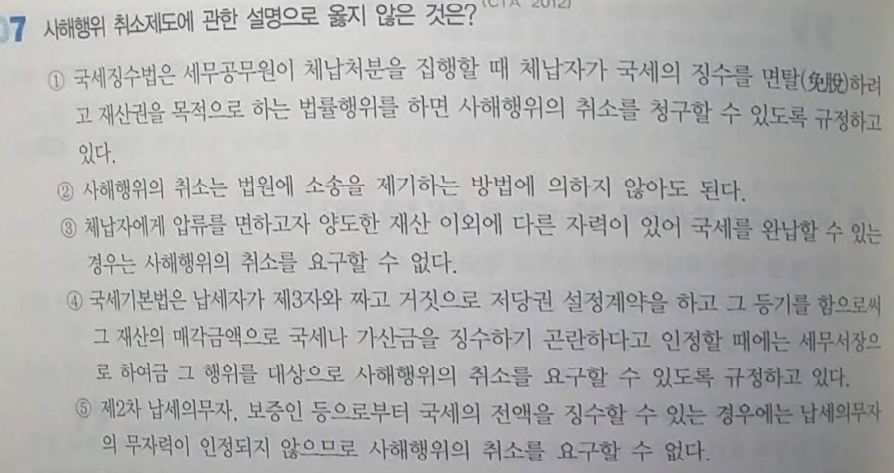 07 사해행위 취소제도에 관한 설명으로 옳지 않은 것은? (CTA 2012)
① 국세징수법은 세무공무원이 체납처분을 집행할 때 체납자가 국세의 징수를 면탈(免脫)하려
고 재산권을 목적으로 하는 법률행위를 하면 사해행위의 취소를 청구할 수 있도록 규정하고
있다.
② 사해행위의 취소는 법원에 소송을 제기하는 방법에 의하지 않아도 된다.
③ 체납자에게 압류를 면하고자 양도한 재산 이외에 다른 자력이 있어 국세를 완납할 수 있는
경우는 사해행위의 취소를 요구할 수 없다.
④ 국세기본법은 납세자가 제3자와 짜고 거짓으로 저당권 설정계약을 하고 그 등기를 함으로써
그 재산의 매각금액으로 국세나 가산금을 징수하기 곤란하다고 인정할 때에는 세무서장으
로 하여금 그 행위를 대상으로 사해행위의 취소를 요구할 수 있도록 규정하고 있다.
⑤ 제2차 납세의무자, 보증인 등으로부터 국세의 전액을 징수할 수 있는 경우에는 납세의무자
의 무자력이 인정되지 않으므로 사해행위의 취소를 요구할 수 없다.